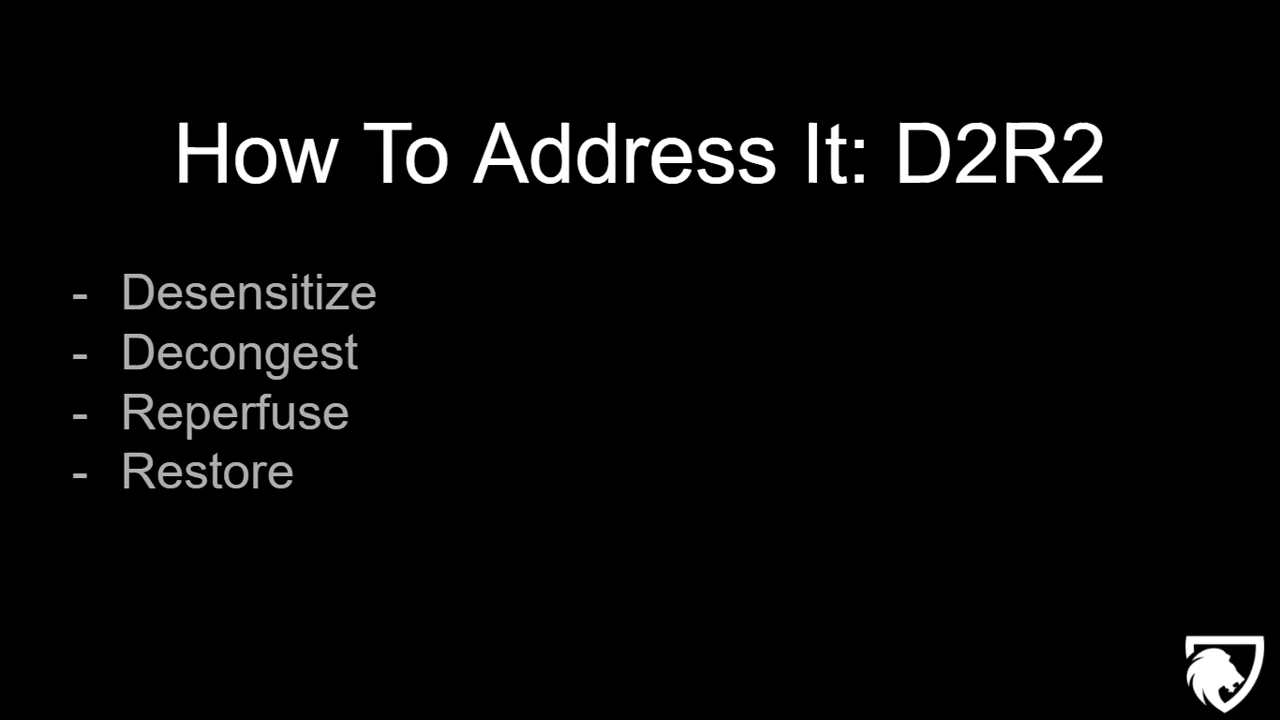 How To Address It: D2R2
- Desensitize
- Decongest
- Reperfuse
- Restore